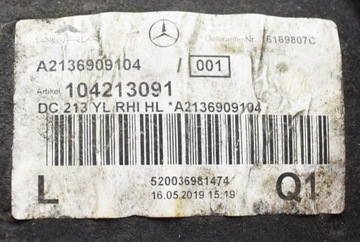 LieferantenNr. 6169807C
A2136909104 / 001
Artikel 104213091
DC 213 YL RHI HL *A2136909104
L 520036981474 Q1
16.05.2019 15:19